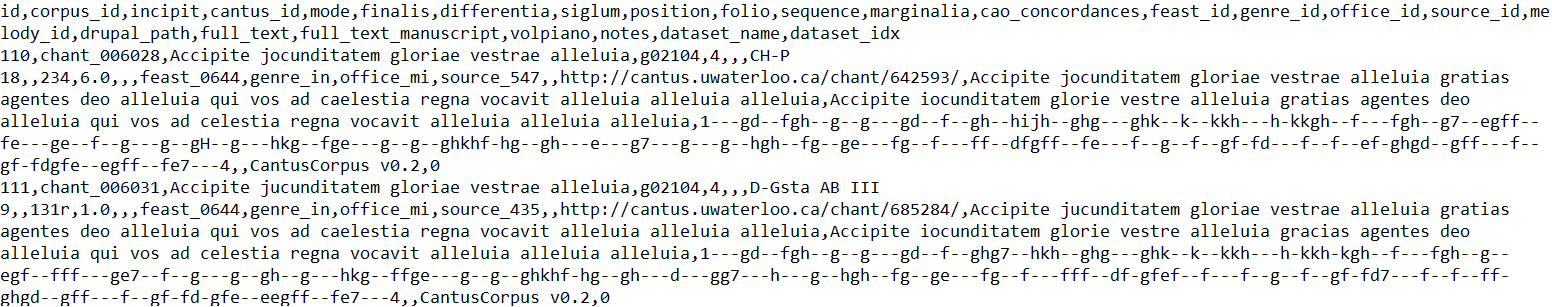 id,corpus_id,incipit,cantus_id,mode,finalis,differentia,siglum,position,folio,sequence,marginalia,cao_concordances,feast_id,genre_id,office_id,source_id,me
lody_id,drupal_path,full_text,full_text_manuscript,volpiano,notes,dataset_name,dataset_idx
110,chant_006028,Accipite jocunditatem gloriae vestrae alleluia,g02104,4,,,CH-P
18,,234,6.0,,,feast_0644,genre_in,office_mi,source_547,,http://cantus.uwaterloo.ca/chant/642593/,Accipite jocunditatem gloriae vestrae alleluia gratias
agentes deo alleluia qui vos ad caelestia regna vocavit alleluia alleluia alleluia,Accipite iocunditatem glorie vestre alleluia gratias agentes deo
alleluia qui vos ad celestia regna vocavit alleluia alleluia alleluia,1---gd--fgh--g--g---gd--f--gh--hijh--ghg---ghk--k--kkh---h-kkgh--f---fgh--g7--egff--
fe---ge--f--g---g--gH--g---hkg--fge---g--g--ghkhf-hg--gh---e---g7---g---g--hgh--fg--ge---fg--f---ff--dfgff--fe---f--g--f--gf-fd---f--f--ef-ghgd--gff---f--
gf-fdgfe--egff--fe7---4,,CantusCorpus v0.2,0
111,chant_006031,Accipite jucunditatem gloriae vestrae alleluia,g02104,4,,,D-Gsta AB III
9,,131r,1.0,,,feast_0644,genre_in,office_mi,source_435,,http://cantus.uwaterloo.ca/chant/685284/,Accipite jucunditatem gloriae vestrae alleluia gratias
agentes deo alleluia qui vos ad caelestia regna vocavit alleluia alleluia alleluia,Accipite iocunditatem glorie vestre alleluia gracias agentes deo
alleluia qui vos ad celestia regna vocavit alleluia alleluia alleluia,1---gd--fgh--g--g---gd--f--ghg7--hkh--ghg---ghk--k--kkh---h-kkh-kgh--f---fgh--g--
egf--fff---ge7--f--g---g--gh--g---hkg--ffge---g--g--ghkhf-hg--gh---d---gg7---h---g--hgh--fg--ge---fg--f---fff--df-gfef--f---f--g--f--gf-fd7---f--f--ff-
ghgd--gff---f--gf-fd-gfe--eegff--fe7---4,,CantusCorpus v0.2,0